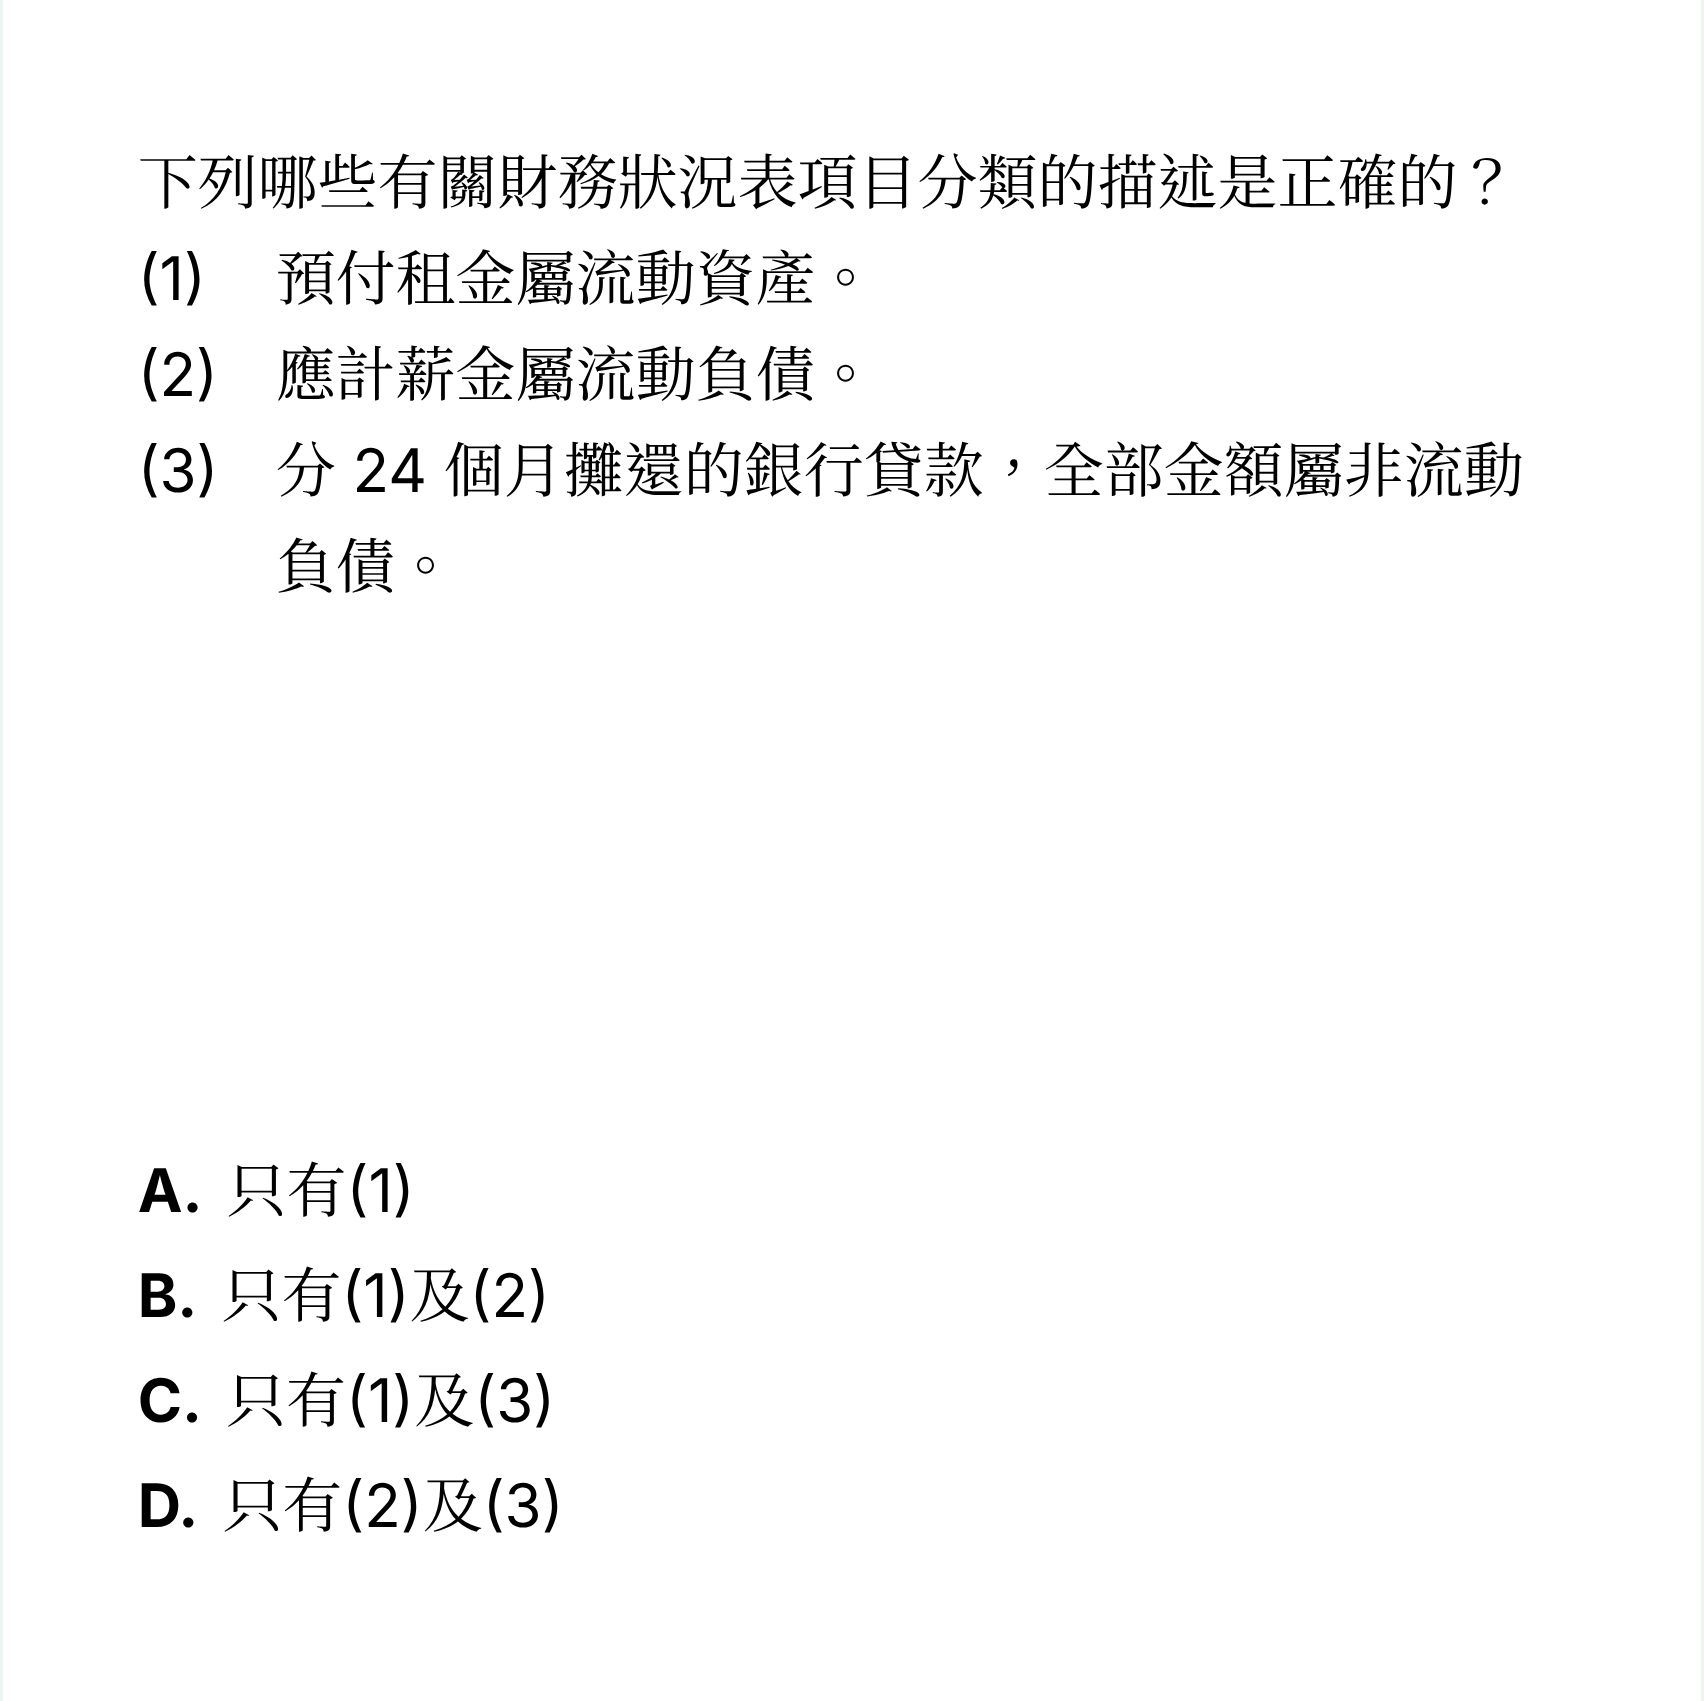 下列哪些有關財務狀況表項目分類的描述是正確的？
(1) 預付租金屬流動資產。
(2) 應計薪金屬流動負債。
(3) 分 24 個月攤還的銀行貸款，全部金額屬非流動
負債。
A. 只有(1)
B. 只有(1)及(2)
C. 只有(1)及(3)
D. 只有(2)及(3)